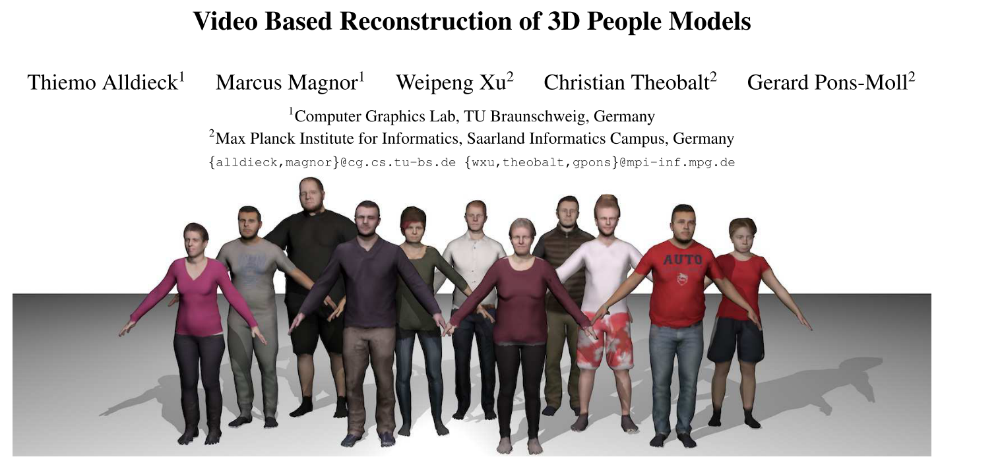 Video Based Reconstruction of 3D People Models
Thiemo Alldieck¹ Marcus Magnor¹ Weipeng Xu² Christian Theobalt² Gerard Pons-Moll²
¹Computer Graphics Lab, TU Braunschweig, Germany
²Max Planck Institute for Informatics, Saarland Informatics Campus, Germany
{alldieck,magnor}@cg.cs.tu-bs.de {wxu,theobalt,gpons}@mpi-inf.mpg.de
AUTO